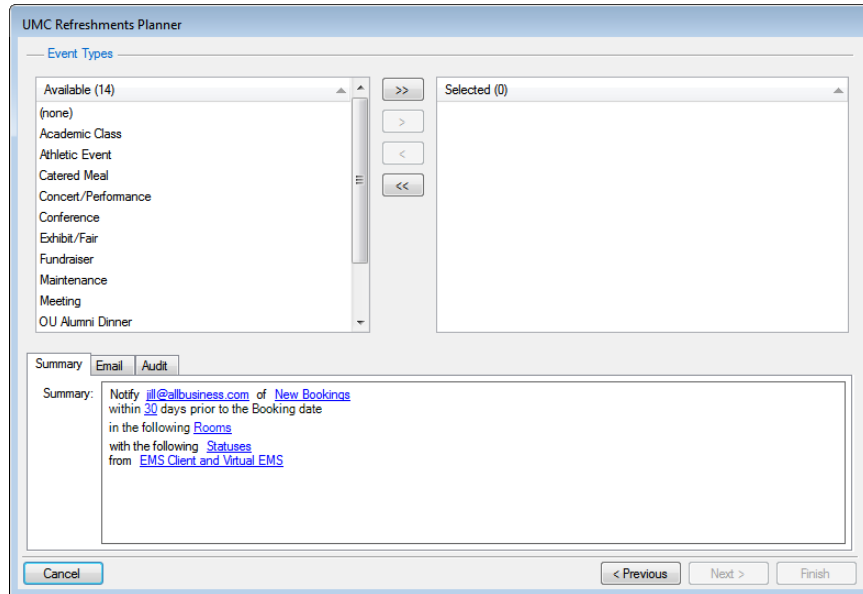 UMC Refreshments Planner
Event Types
Available (14)
(none)
Academic Class
Athletic Event
Catered Meal
Concert/Performance
Conference
Exhibit/Fair
Fundraiser
Maintenance
Meeting
OU Alumni Dinner
>>
>
<
<<
Selected (0)
Summary Email Audit
Summary:
Notify jill@allbusiness.com of New Bookings
within 30 days prior to the Booking date
in the following Rooms
with the following Statuses
from EMS Client and Virtual EMS
Cancel < Previous Next > Finish